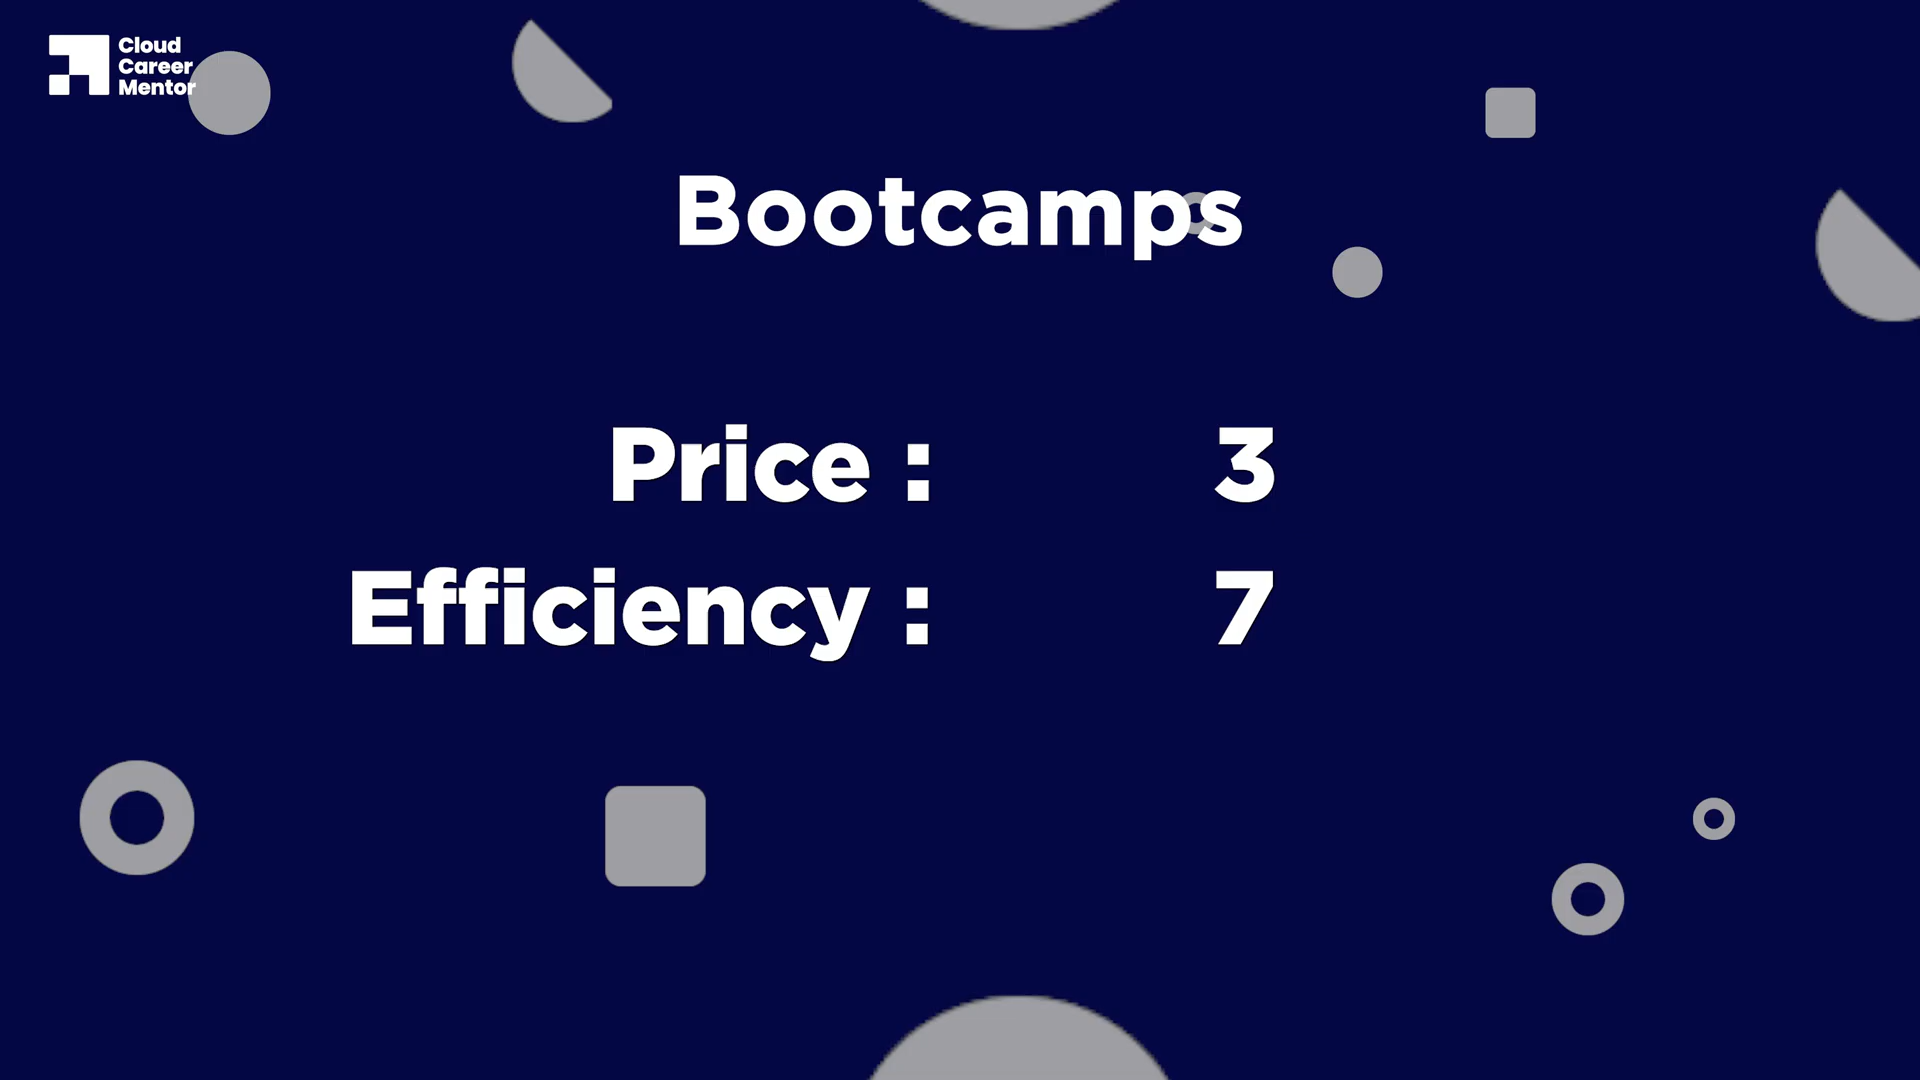 Cloud
Career
Mentor
Bootcamps
Price : 3
Efficiency : 7